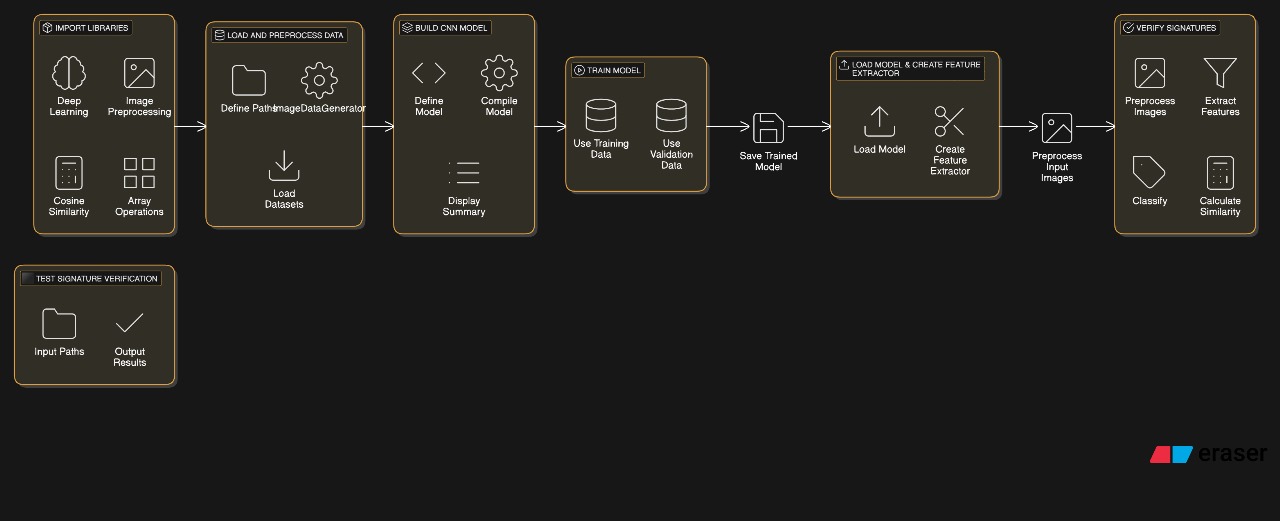 IMPORT LIBRARIES
Deep
Learning
Image
Preprocessing
Cosine
Similarity
Array
Operations
LOAD AND PREPROCESS DATA
Define Paths
ImageDataGenerator
Load
Datasets
BUILD CNN MODEL
Define
Model
Compile
Model
Display
Summary
TRAIN MODEL
Use Training
Data
Use
Validation
Data
Save Trained
Model
LOAD MODEL & CREATE FEATURE
EXTRACTOR
Load Model
Create
Feature
Extractor
Preprocess
Input
Images
VERIFY SIGNATURES
Preprocess
Images
Extract
Features
Classify
Calculate
Similarity
TEST SIGNATURE VERIFICATION
Input Paths
Output
Results
eraser